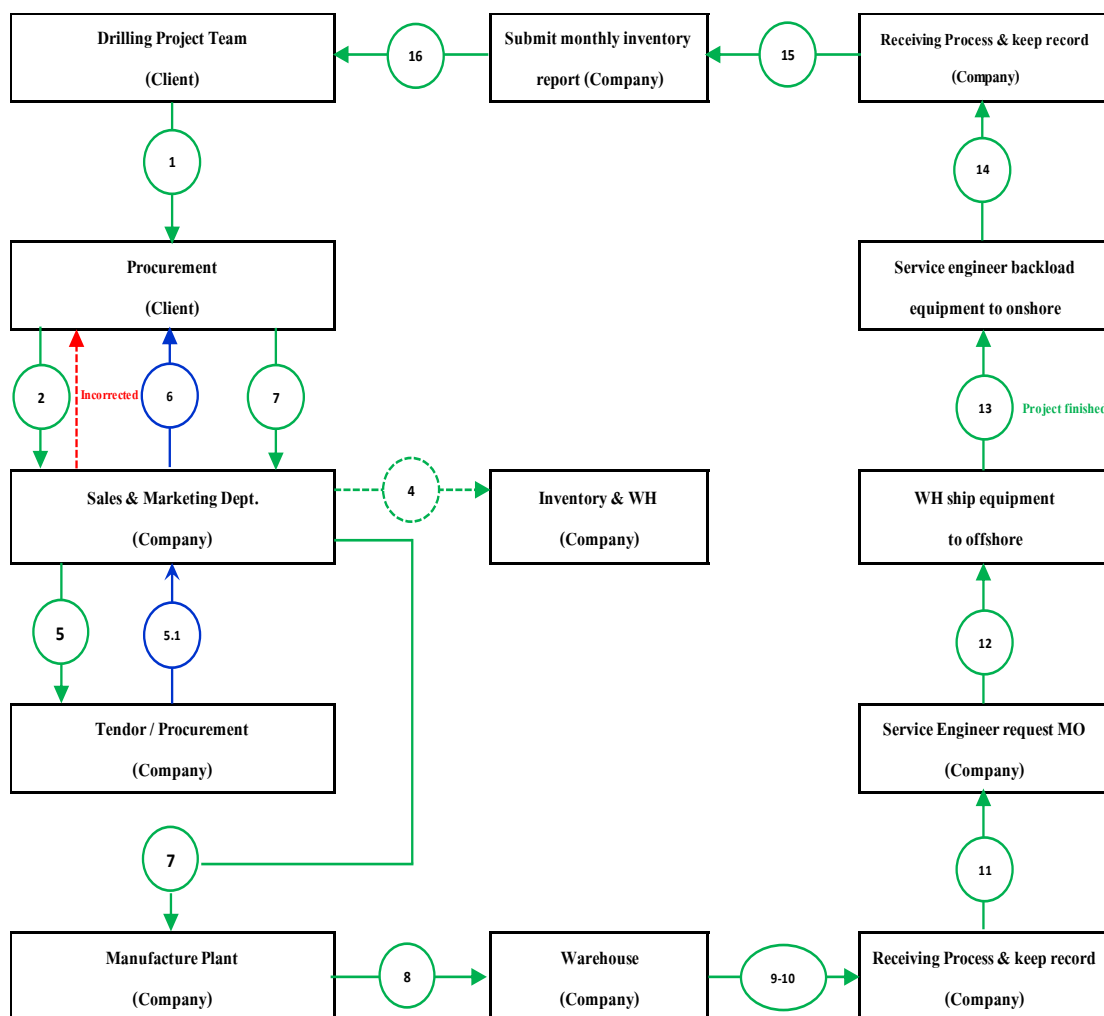 Drilling Project Team
(Client)
16
Submit monthly inventory
report (Company)
15
Receiving Process & keep record
(Company)
1
14
Procurement
(Client)
Service engineer backload
equipment to onshore
2
Incorrected
6
7
13
Project finished
Sales & Marketing Dept.
(Company)
4
Inventory & WH
(Company)
WH ship equipment
to offshore
5
5.1
12
Tendor / Procurement
(Company)
Service Engineer request MO
(Company)
7
11
Manufacture Plant
(Company)
8
Warehouse
(Company)
9-10
Receiving Process & keep record
(Company)